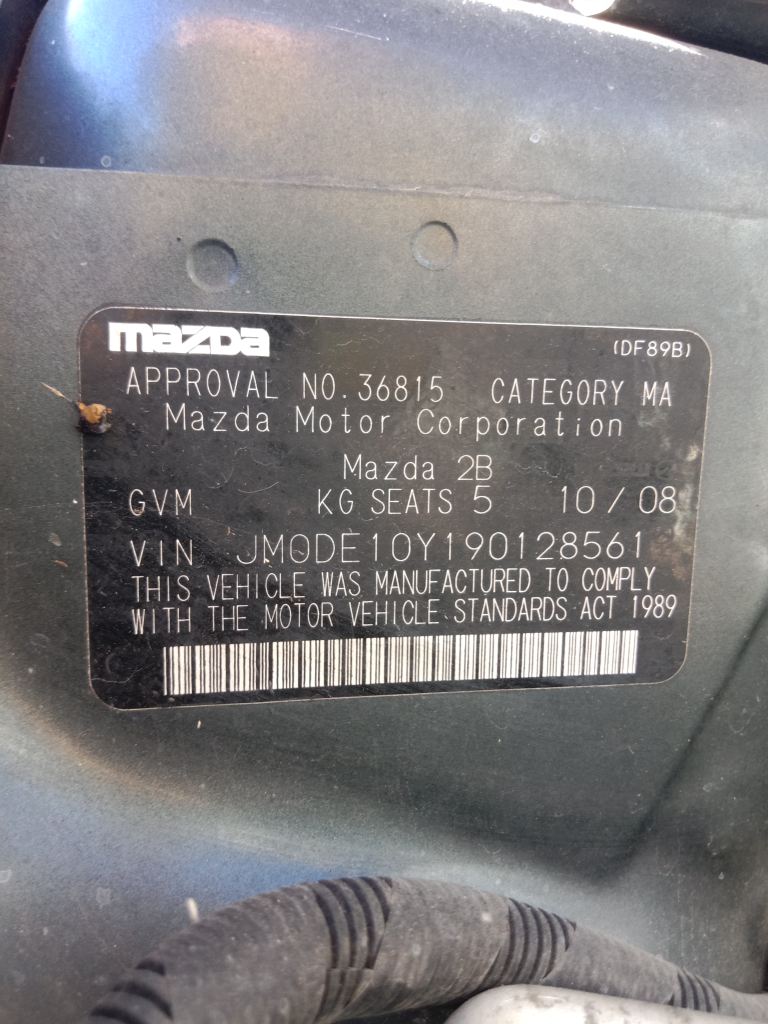 mazda
(DF89B)
APPROVAL NO. 36815 CATEGORY MA
Mazda Motor Corporation
Mazda 2B
GVM KG SEATS 5 10 / 08
VIN JM0DE10Y190128561
THIS VEHICLE WAS MANUFACTURED TO COMPLY
WITH THE MOTOR VEHICLE STANDARDS ACT 1989